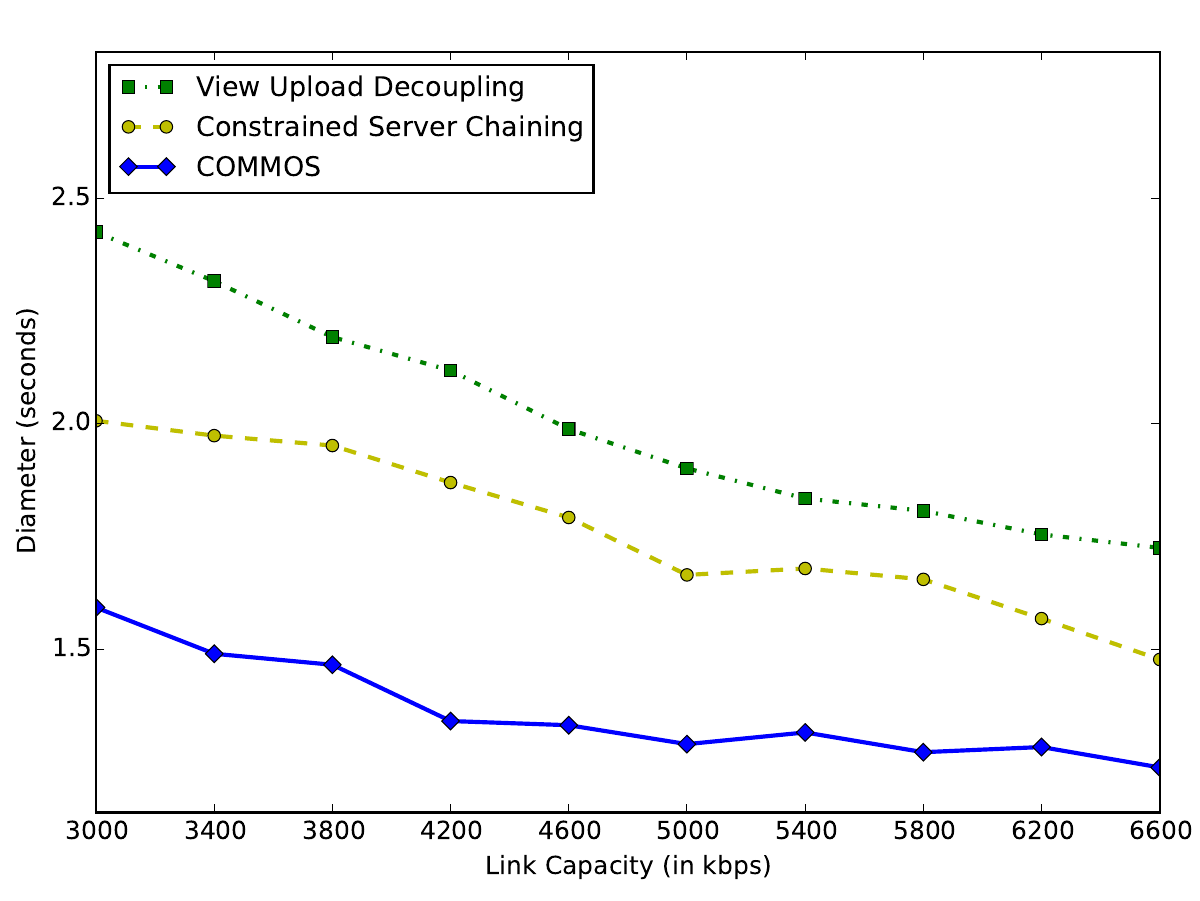 View Upload Decoupling
Constrained Server Chaining
COMMOS
2.5
2.0
1.5
Diameter (seconds)
3000 3400 3800 4200 4600 5000 5400 5800 6200 6600
Link Capacity (in kbps)